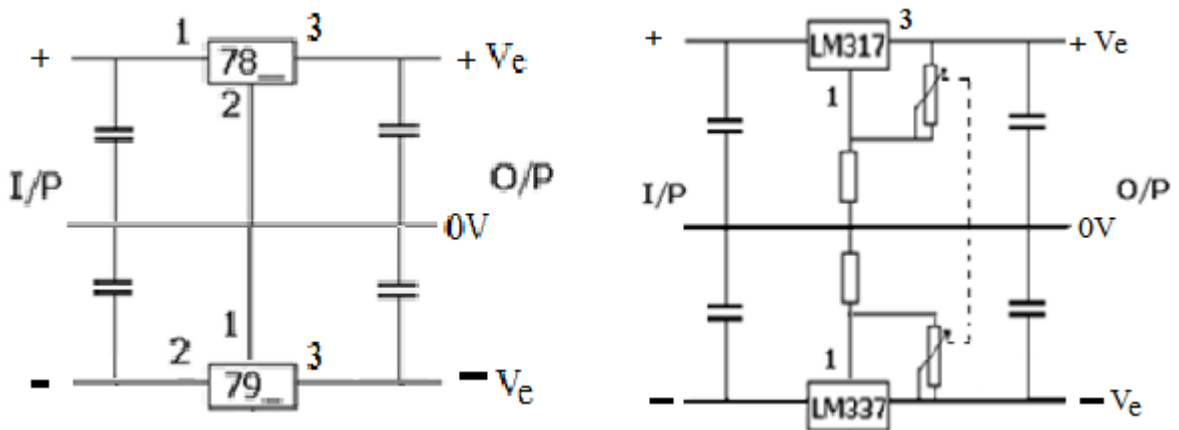 1 3
+ 78__ + Ve
2
I/P O/P
0V
1
2 3
- 79__ - Ve
3
+ LM317 + Ve
1
I/P O/P
0V
1
- LM337 - Ve